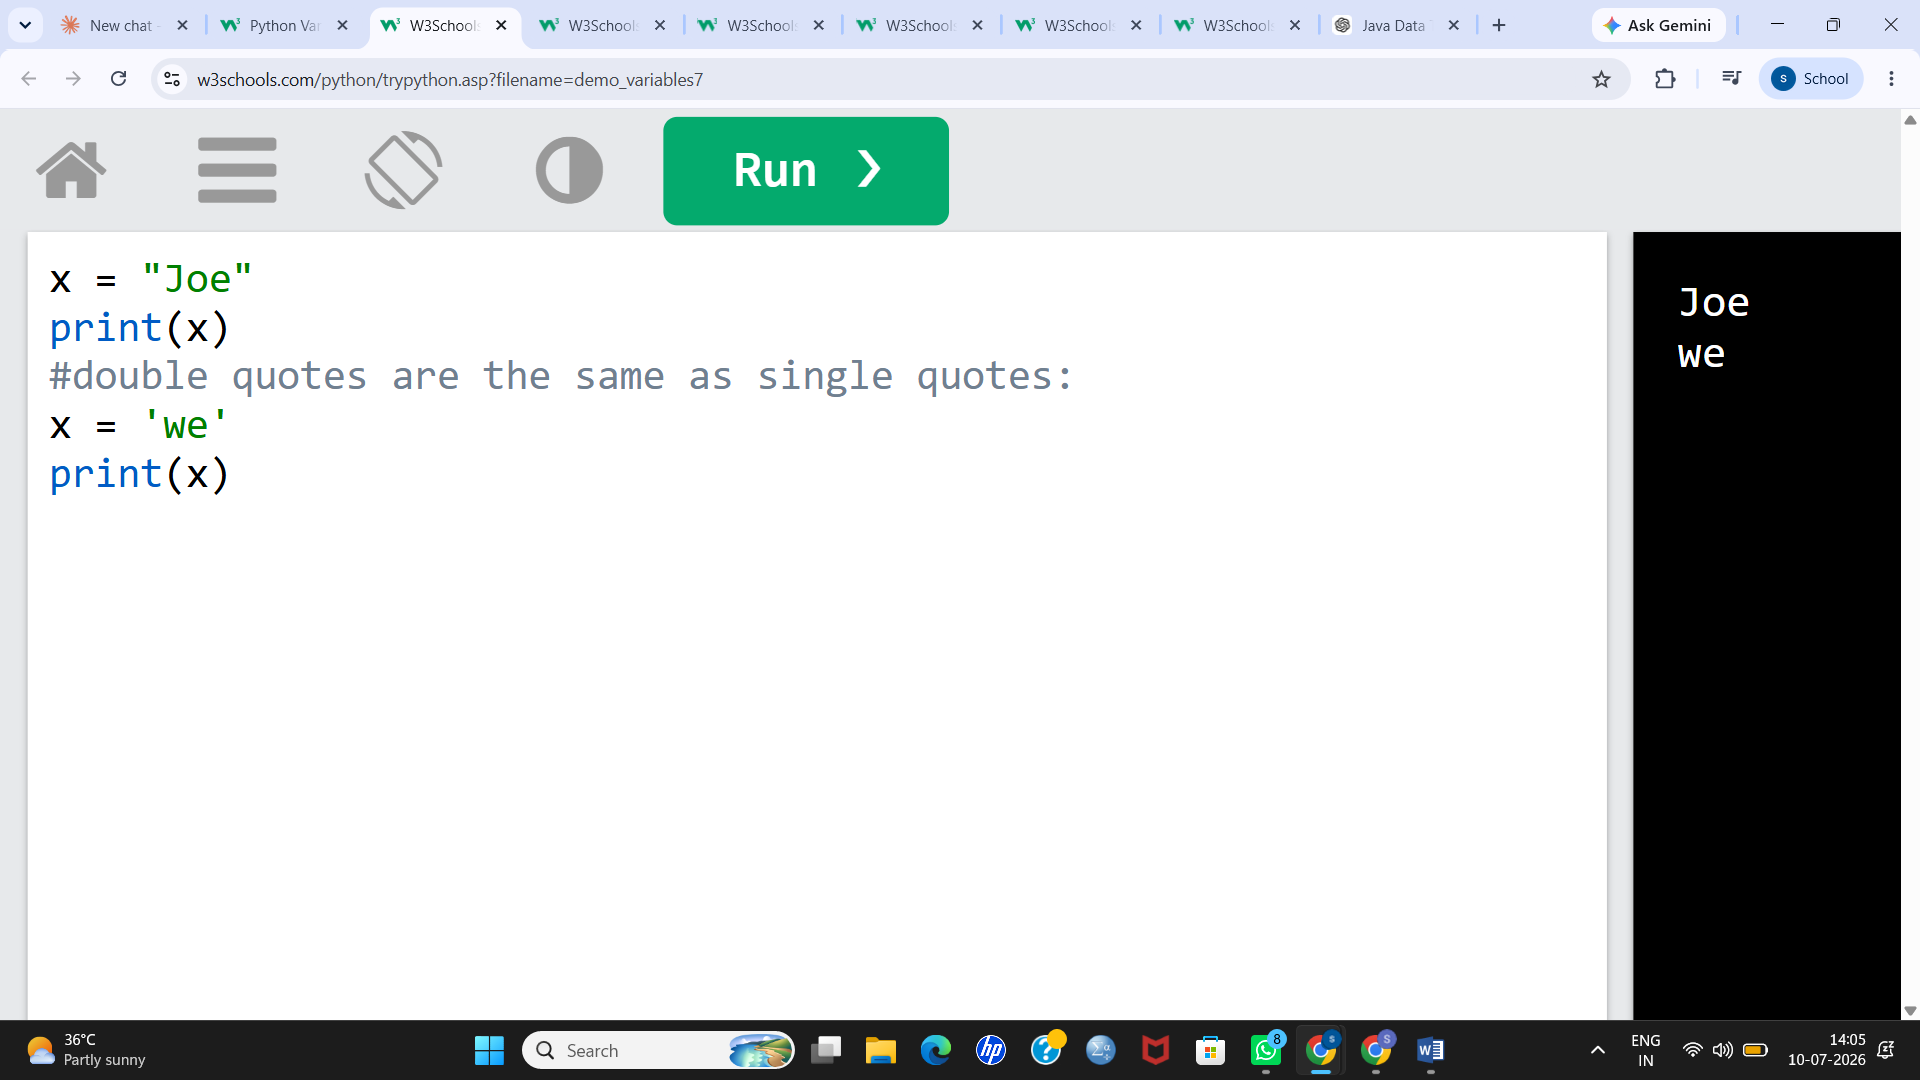 New chat -
Python Var
W3Schools
W3Schools
W3Schools
W3Schools
W3Schools
W3Schools
Java Data T
Ask Gemini
w3schools.com/python/trypython.asp?filename=demo_variables7
s
School
Run ❯
x = "Joe"
print(x)
#double quotes are the same as single quotes:
x = 'we'
print(x)
Joe
we
36°C
Partly sunny
Search
8
s
S
ENG
IN
14:05
10-07-2026